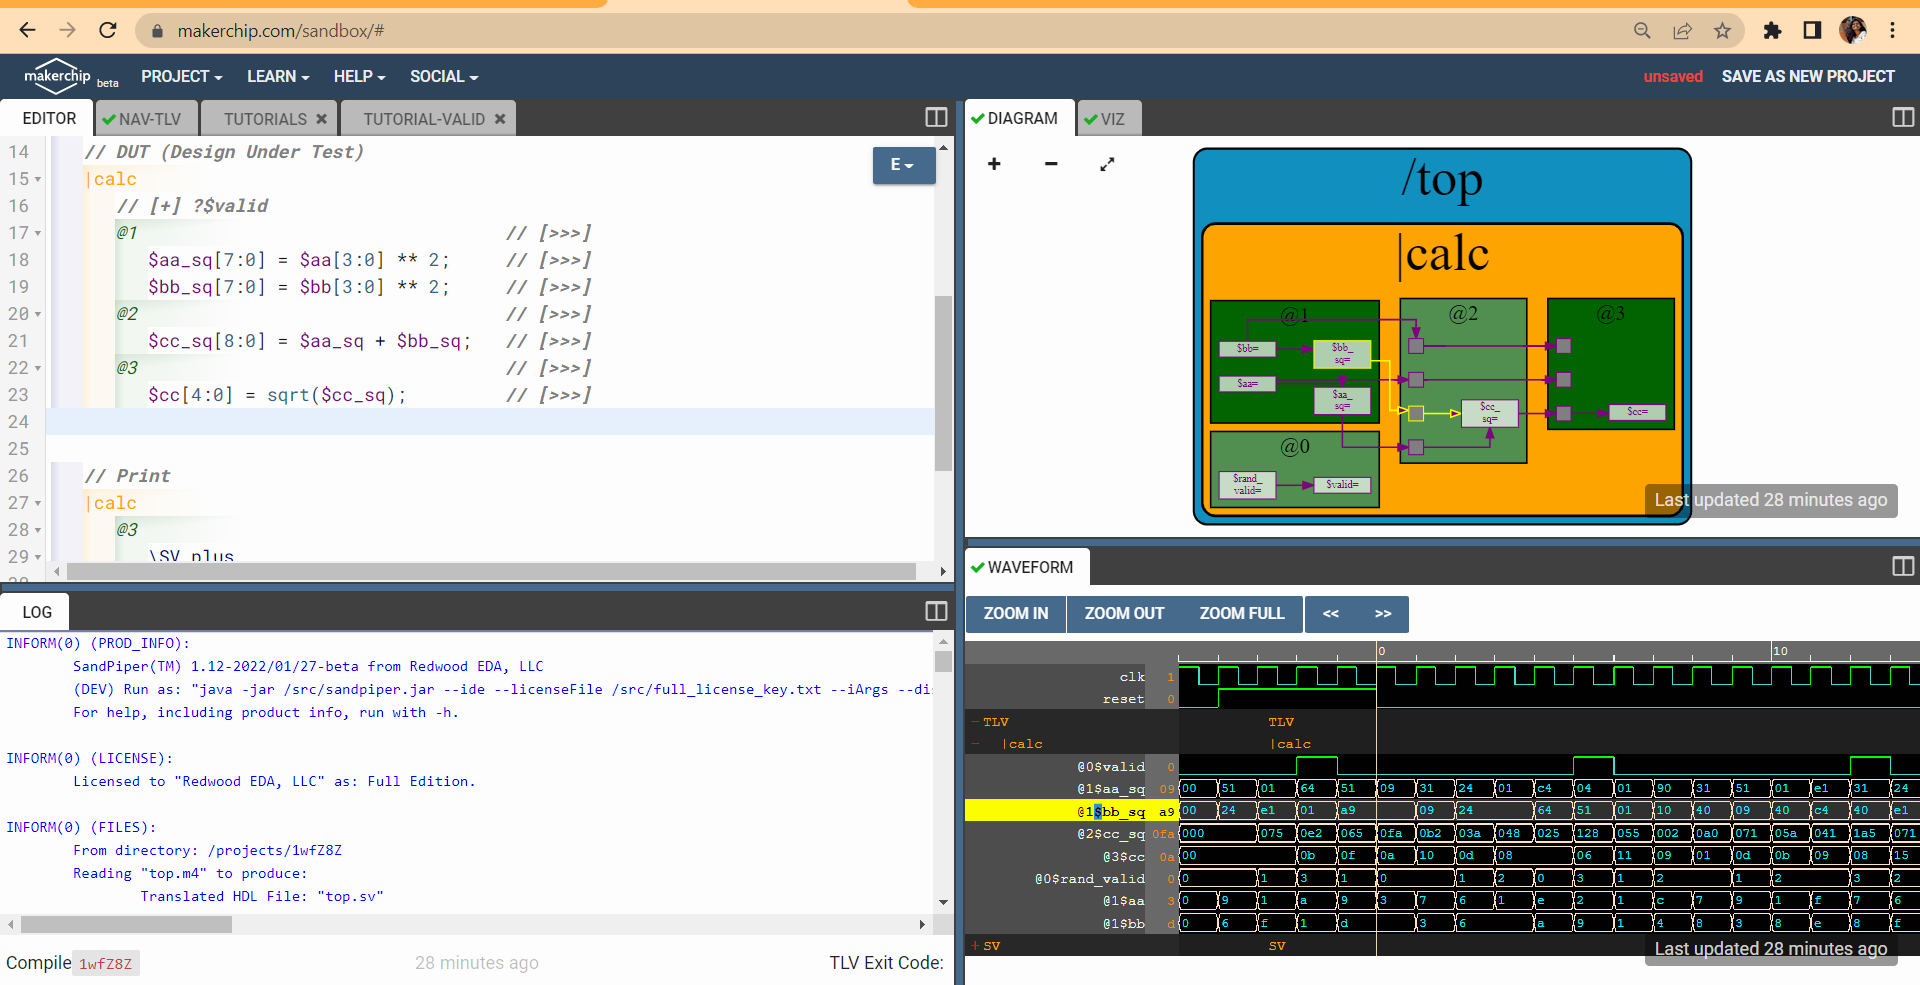 makerchip.com/sandbox/#
makerchip beta PROJECT LEARN HELP SOCIAL unsaved SAVE AS NEW PROJECT
EDITOR NAV-TLV TUTORIALS TUTORIAL-VALID
14 // DUT (Design Under Test)
15 |calc
16 // [+] ?$valid
17 @1 // [>>>]
18 $aa_sq[7:0] = $aa[3:0] ** 2; // [>>>]
19 $bb_sq[7:0] = $bb[3:0] ** 2; // [>>>]
20 @2 // [>>>]
21 $cc_sq[8:0] = $aa_sq + $bb_sq; // [>>>]
22 @3 // [>>>]
23 $cc[4:0] = sqrt($cc_sq); // [>>>]
24
25
26 // Print
27 |calc
28 @3
29 \SV_plus
E
LOG
INFORM(0) (PROD_INFO):
SandPiper(TM) 1.12-2022/01/27-beta from Redwood EDA, LLC
(DEV) Run as: "java -jar /src/sandpiper.jar --ide --licenseFile /src/full_license_key.txt --iArgs --di
For help, including product info, run with -h.
INFORM(0) (LICENSE):
Licensed to "Redwood EDA, LLC" as: Full Edition.
INFORM(0) (FILES):
From directory: /projects/1wfZ8Z
Reading "top.m4" to produce:
Translated HDL File: "top.sv"
Compile 1wfZ8Z 28 minutes ago TLV Exit Code:
DIAGRAM VIZ
/top
|calc
@1 @2 @3
$bb= $bb_
sq=
$aa= $aa_
sq=
$cc_
sq=
$cc=
@0
$rand_
valid=
$valid=
Last updated 28 minutes ago
WAVEFORM
ZOOM IN ZOOM OUT ZOOM FULL << >>
0 10
clk 1
reset 0
TLV TLV
|calc |calc
@0$valid 0
@1$aa_sq 09 00 51 01 64 51 09 31 24 01 c4 04 01 90 31 51 01 e1 31 24
@1$bb_sq a9 00 24 e1 01 a9 09 24 64 51 01 10 40 09 40 c4 40 e1
@2$cc_sq 0fa 000 075 0e2 065 0fa 0b2 03a 048 025 128 055 002 0a0 071 05a 041 1a5 071
@3$cc 0a 00 0b 0f 0a 10 0d 08 06 11 09 01 0d 0b 09 08 15
@0$rand_valid 0 0 1 3 1 0 1 2 0 3 1 2 1 2 3 2
@1$aa 3 0 9 1 a 9 3 7 6 1 e 2 1 c 7 9 1 f 7 6
@1$bb d 0 6 f 1 d 3 6 a 9 1 4 8 3 8 e 8 f
SV SV
Last updated 28 minutes ago